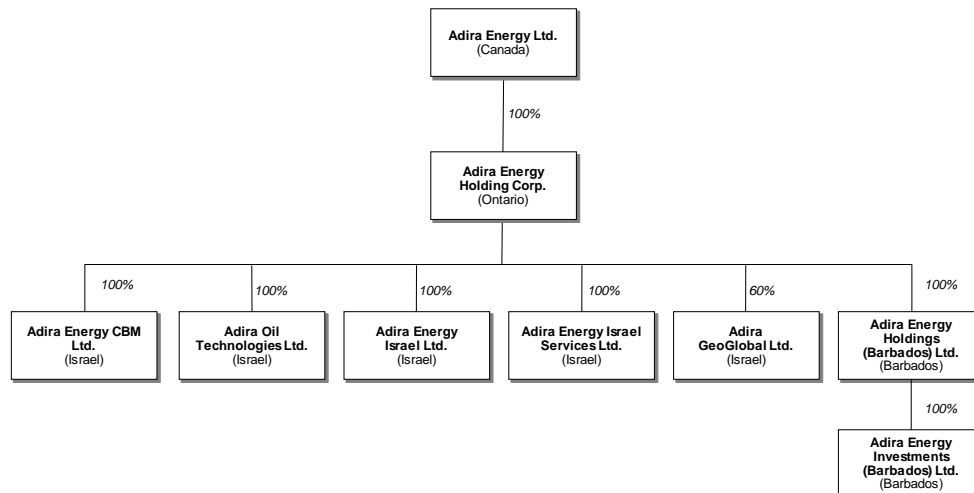 Adira Energy Ltd.
(Canada)
100%
Adira Energy
Holding Corp.
(Ontario)
100%
100%
100%
100%
60%
100%
Adira Energy CBM
Ltd.
(Israel)
Adira Oil
Technologies Ltd.
(Israel)
Adira Energy
Israel Ltd.
(Israel)
Adira Energy Israel
Services Ltd.
(Israel)
Adira
GeoGlobal Ltd.
(Israel)
Adira Energy
Holdings
(Barbados) Ltd.
(Barbados)
100%
Adira Energy
Investments
(Barbados) Ltd.
(Barbados)